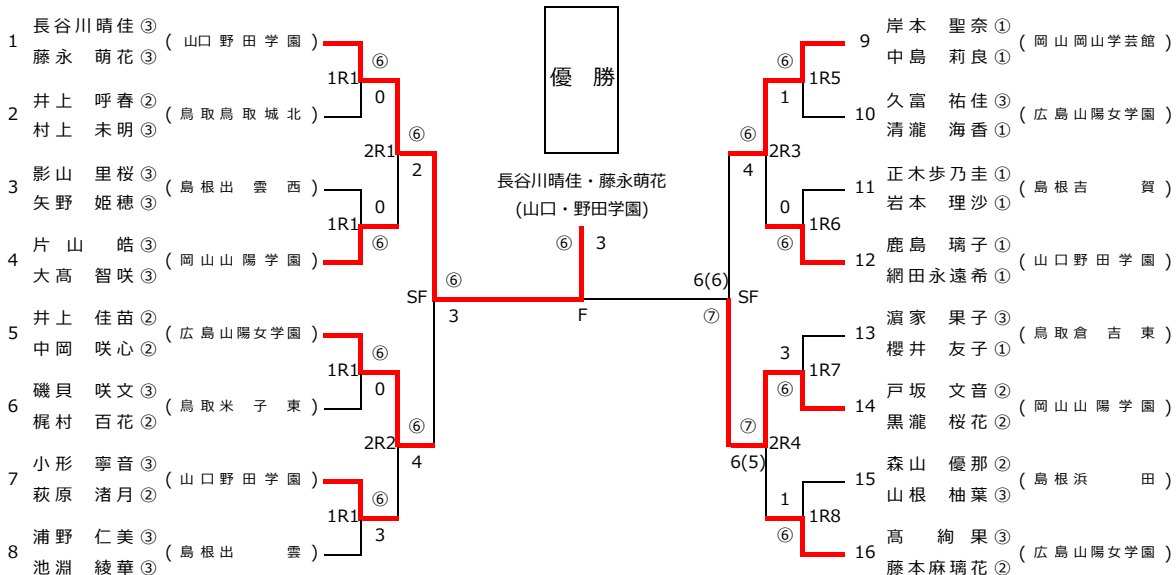 優 勝
長谷川晴佳・藤永萌花
(山口・野田学園)
⑥ 3
F
1 長谷川晴佳③ (山口野田学園)
藤永 萌花③
1R1 ⑥ 0
2 井上 呼春② (鳥取鳥取城北)
村上 未明③
2R1 ⑥ 2
3 影山 里桜③ (島根出雲西)
矢野 姫穂③
1R1 0 ⑥
4 片山 皓③ (岡山山陽学園)
大髙 智咲③
SF ⑥ 3
5 井上 佳苗② (広島山陽女学園)
中岡 咲心②
1R1 ⑥ 0
6 磯貝 咲文③ (鳥取米子東)
梶村 百花②
2R2 ⑥ 4
7 小形 寧音③ (山口野田学園)
萩原 渚月②
1R1 ⑥ 3
8 浦野 仁美③ (島根出雲)
池淵 綾華③
9 岸本 聖奈① (岡山岡山学芸館)
中島 莉良①
⑥ 1 1R5
10 久富 祐佳③ (広島山陽女学園)
清瀧 海香①
⑥ 4 2R3
11 正木歩乃圭① (島根吉賀)
岩本 理沙①
0 ⑥ 1R6
12 鹿島 璃子① (山口野田学園)
網田永遠希①
6(6) ⑦ SF
13 濵家 果子③ (鳥取倉吉東)
櫻井 友子①
3 ⑥ 1R7
14 戸坂 文音② (岡山山陽学園)
黒瀧 桜花②
⑦ 6(5) 2R4
15 森山 優那② (島根浜田)
山根 柚葉③
1 ⑥ 1R8
16 髙 絢果③ (広島山陽女学園)
藤本麻璃花②